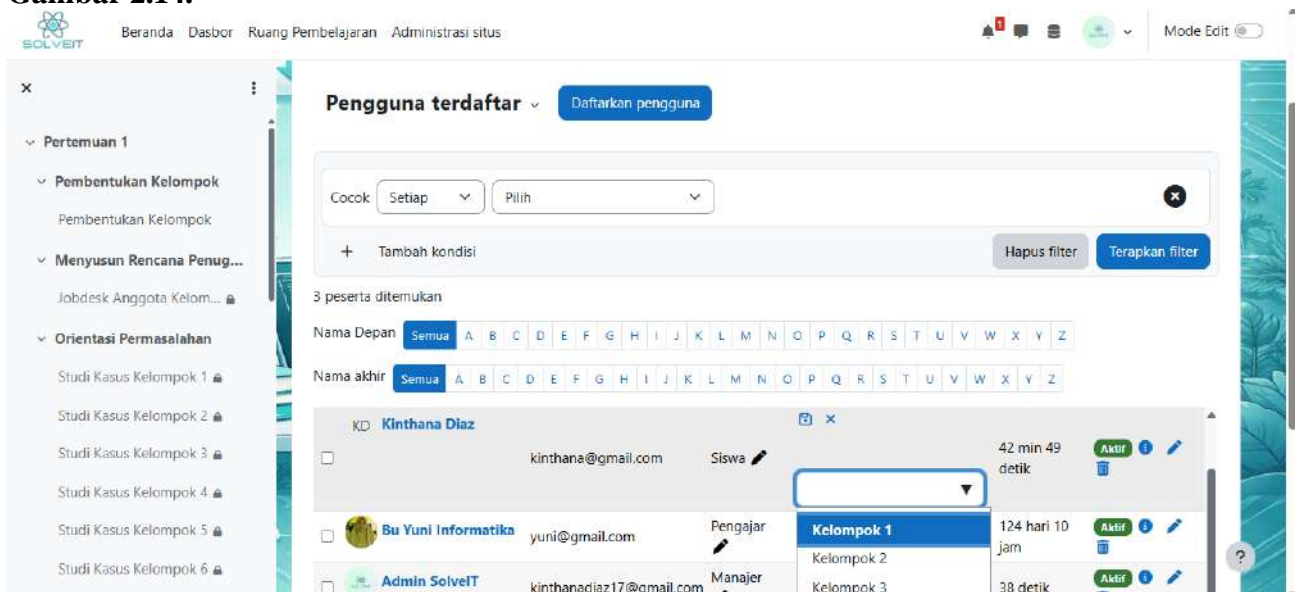 Gambar 2.14.
SOLVEIT
Beranda Dasbor Ruang Pembelajaran Administrasi situs
1
Mode Edit
Pertemuan 1
Pembentukan Kelompok
Pembentukan Kelompok
Menyusun Rencana Penug...
Jobdesk Anggota Kelom...
Orientasi Permasalahan
Studi Kasus Kelompok 1
Studi Kasus Kelompok 2
Studi Kasus Kelompok 3
Studi Kasus Kelompok 4
Studi Kasus Kelompok 5
Studi Kasus Kelompok 6
Pengguna terdaftar
Daftarkan pengguna
Cocok Setiap Pilih
+ Tambah kondisi
Hapus filter Terapkan filter
3 peserta ditemukan
Nama Depan Semua A B C D E F G H I J K L M N O P Q R S T U V W X Y Z
Nama akhir Semua A B C D E F G H I J K L M N O P Q R S T U V W X Y Z
KD Kinthana Diaz
kinthana@gmail.com Siswa 42 min 49 detik Aktif
Kelompok 1
Kelompok 2
Kelompok 3
Bu Yuni Informatika yuni@gmail.com Pengajar 124 hari 10 jam Aktif
Admin SolveIT kinthanadiaz17@gmail.com Manajer 38 detik Aktif
?